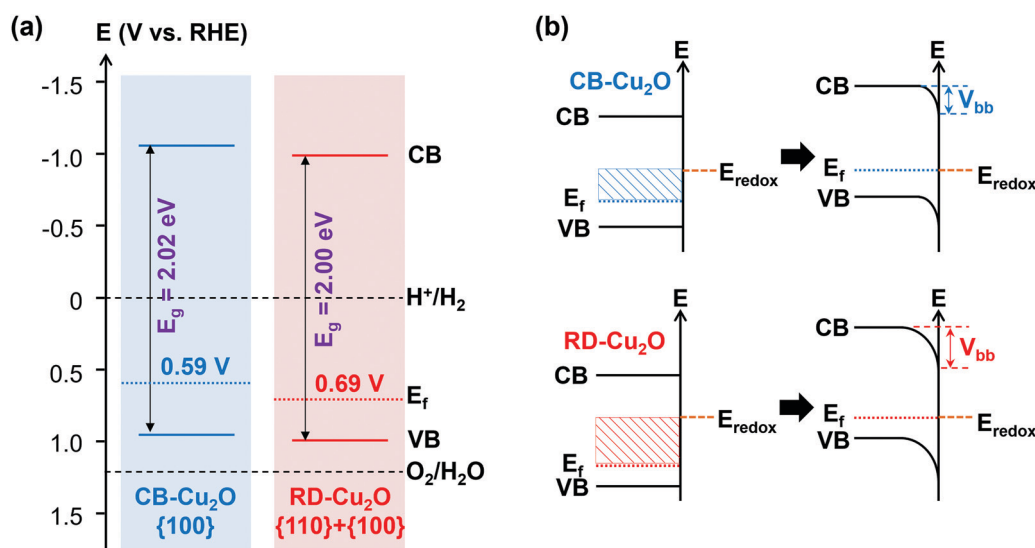 (a)
E (V vs. RHE)
-1.5
-1.0
-0.5
0
0.5
1.0
1.5
E_g = 2.02 eV
0.59 V
CB-Cu₂O
{100}
E_g = 2.00 eV
0.69 V
RD-Cu₂O
{110}+{100}
CB
H⁺/H₂
E_f
VB
O₂/H₂O
(b)
E
CB-Cu₂O
CB
E_redox
E_f
VB
E
CB
V_bb
E_f
E_redox
VB
E
RD-Cu₂O
CB
E_redox
E_f
VB
E
CB
V_bb
E_f
E_redox
VB